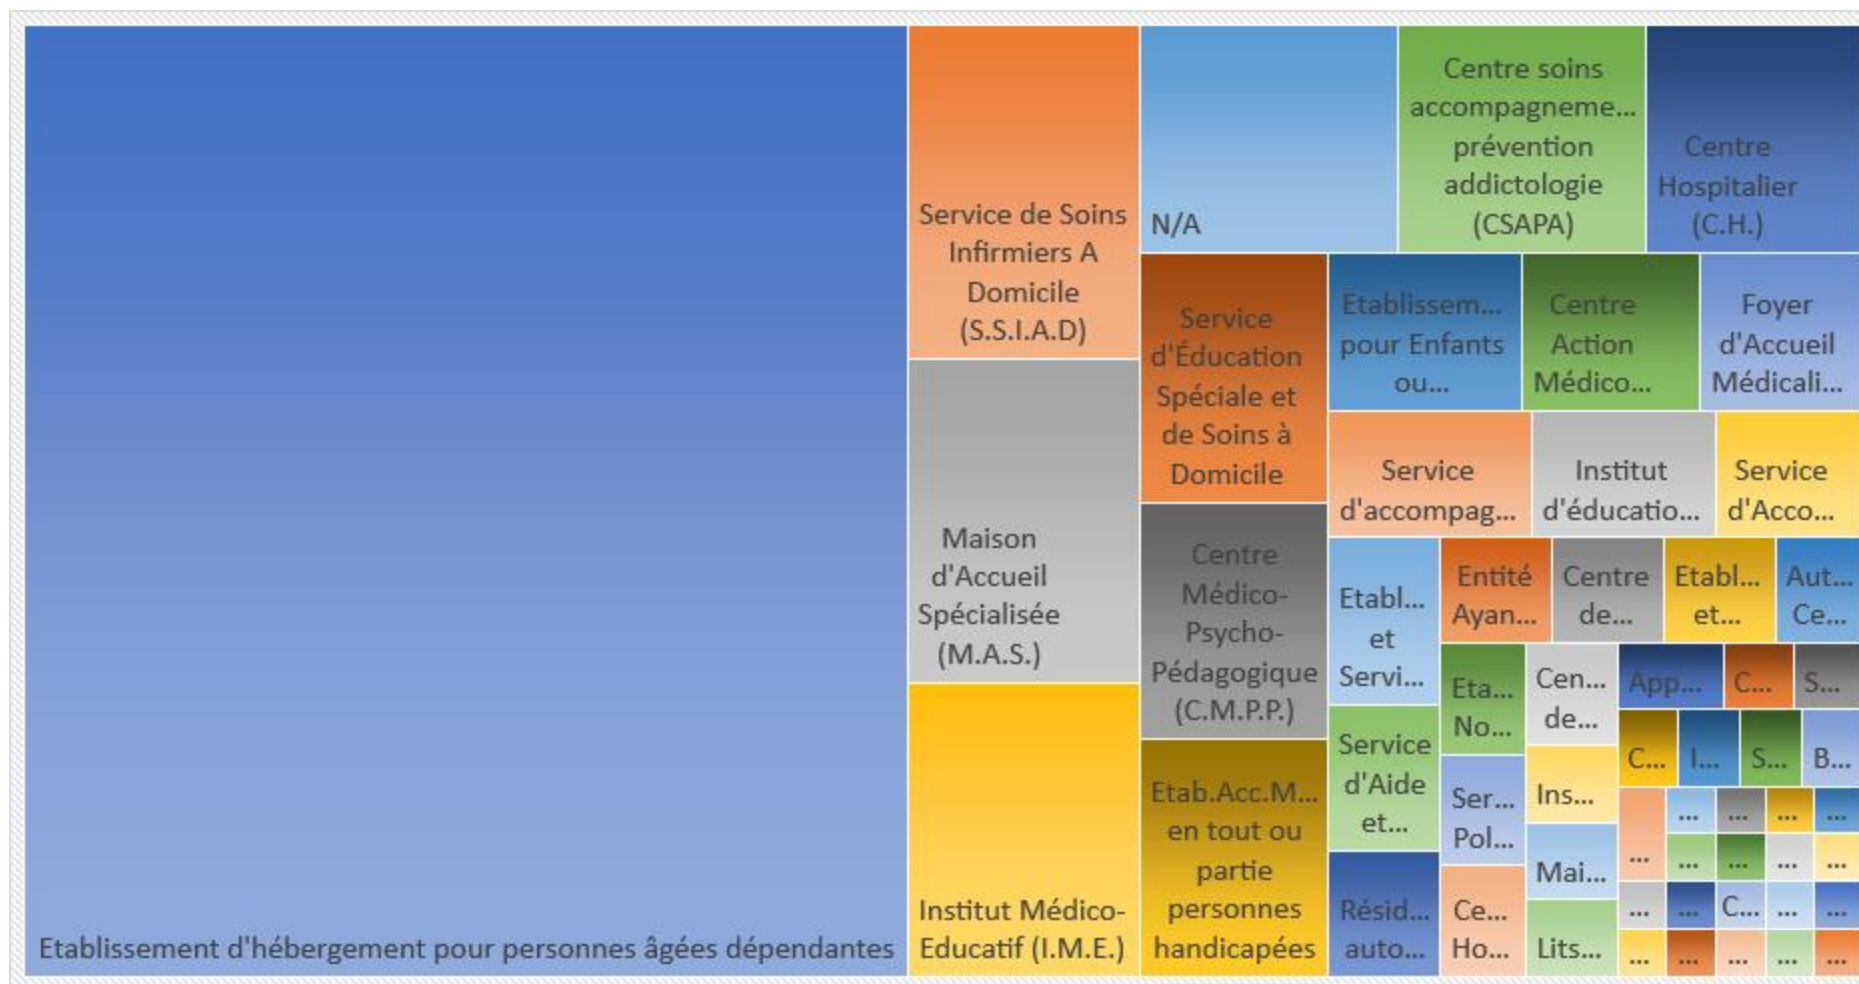 Etablissement d'hébergement pour personnes âgées dépendantes
Service de Soins
Infirmiers A
Domicile
(S.S.I.A.D)
Maison
d'Accueil
Spécialisée
(M.A.S.)
Institut Médico-
Educatif (I.M.E.)
N/A
Centre soins
accompagneme...
prévention
addictologie
(CSAPA)
Centre
Hospitalier
(C.H.)
Service
d'Éducation
Spéciale et
de Soins à
Domicile
Centre
Médico-
Psycho-
Pédagogique
(C.M.P.P.)
Etab.Acc.M...
en tout ou
partie
personnes
handicapées
Etablissem...
pour Enfants
ou...
Centre
Action
Médico...
Foyer
d'Accueil
Médicali...
Service
d'accompag...
Institut
d'éducatio...
Service
d'Acco...
Etabl...
et
Servi...
Service
d'Aide
et...
Résid...
auto...
Entité
Ayan...
Centre
de...
Etabl...
et...
Aut...
Ce...
Eta...
No...
Ser...
Pol...
Ce...
Ho...
Cen...
de...
Ins...
Mai...
Lits...
App...
C...
S...
C...
I...
S...
B...
...
...
...
...
...
...
...
...
...
...
...
C...
...
...
...
...
...
...
...